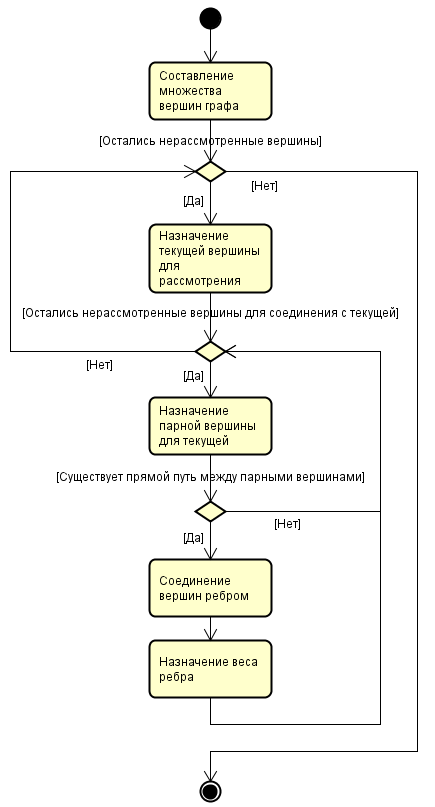 Составление
множества
вершин графа
[Остались нерассмотренные вершины]
[Нет]
[Да]
Назначение
текущей вершины
для
рассмотрения
[Остались нерассмотренные вершины для соединения с текущей]
[Нет]
[Да]
Назначение
парной вершины
для текущей
[Существует прямой путь между парными вершинами]
[Нет]
[Да]
Соединение
вершин ребром
Назначение веса
ребра